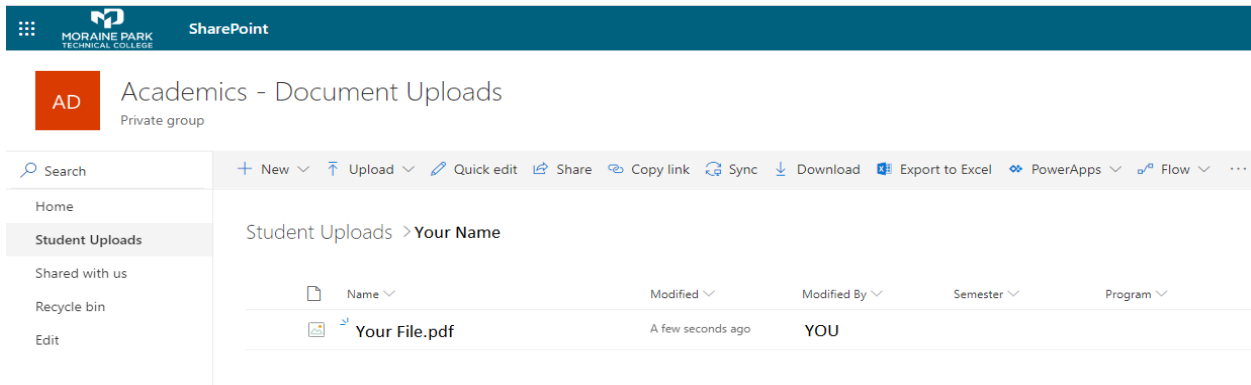 MORAINE PARK
TECHNICAL COLLEGE
SharePoint
AD
Academics - Document Uploads
Private group
Search
New Upload Quick edit Share Copy link Sync Download Export to Excel PowerApps Flow ...
Home
Student Uploads
Shared with us
Recycle bin
Edit
Student Uploads > Your Name
Name Modified Modified By Semester Program
Your File.pdf A few seconds ago YOU